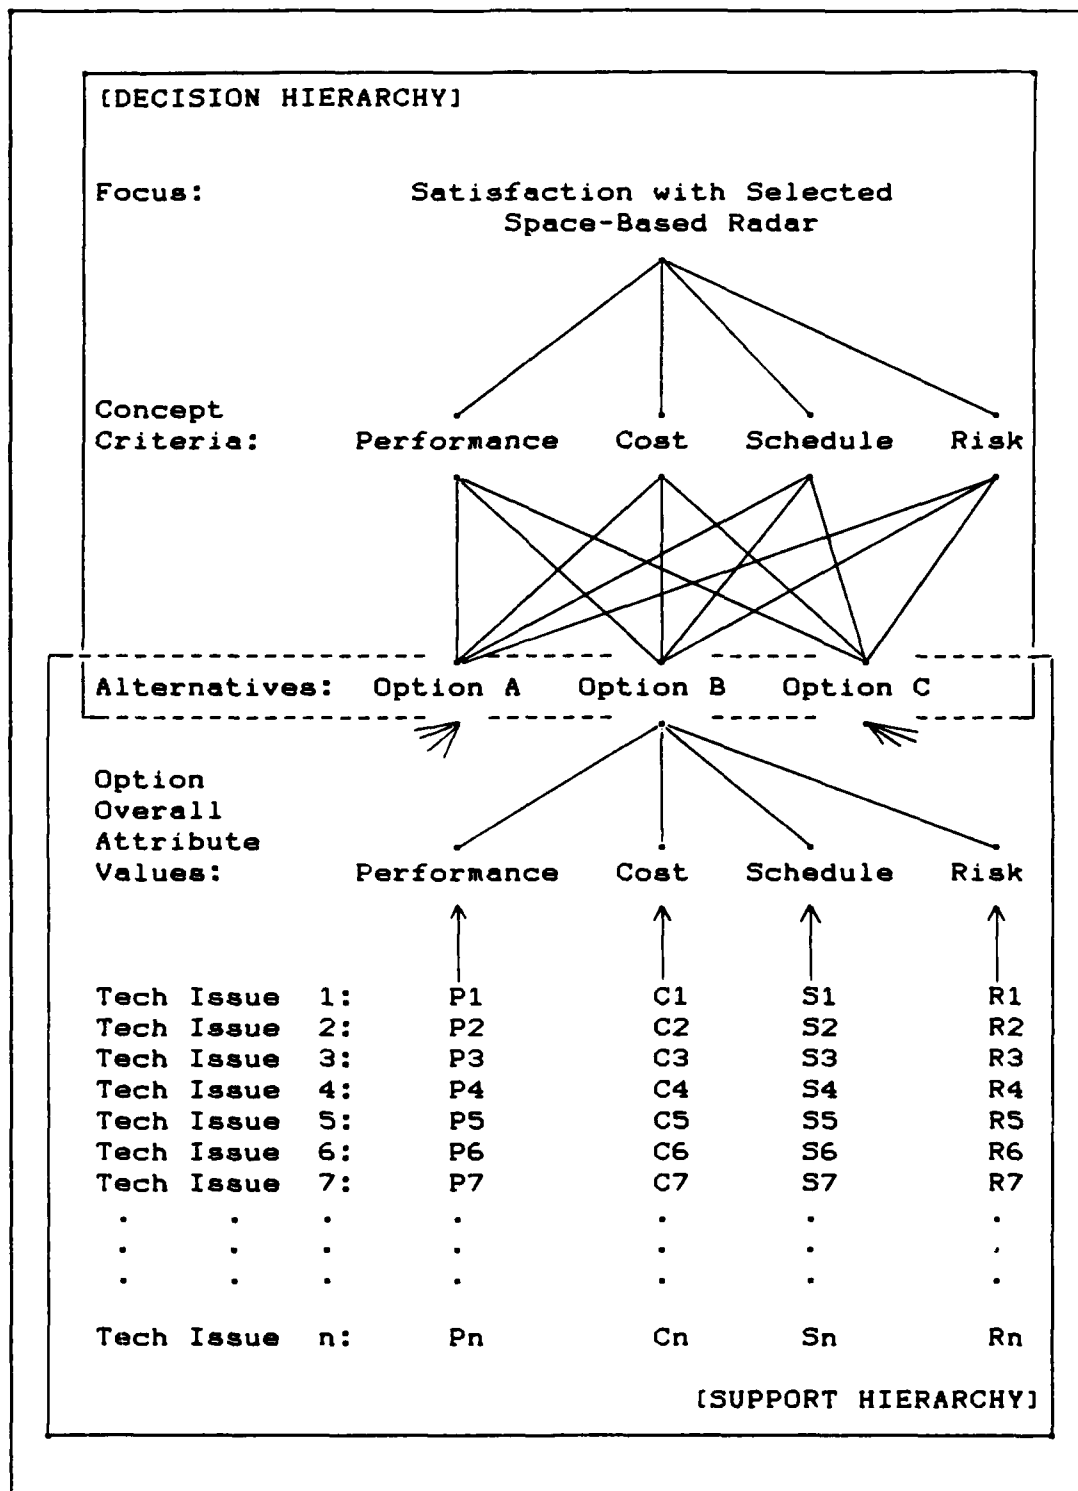 [DECISION HIERARCHY]
Focus: Satisfaction with Selected
Space-Based Radar
Concept
Criteria: Performance Cost Schedule Risk
Alternatives: Option A Option B Option C
Option
Overall
Attribute
Values: Performance Cost Schedule Risk
Tech Issue 1: P1 C1 S1 R1
Tech Issue 2: P2 C2 S2 R2
Tech Issue 3: P3 C3 S3 R3
Tech Issue 4: P4 C4 S4 R4
Tech Issue 5: P5 C5 S5 R5
Tech Issue 6: P6 C6 S6 R6
Tech Issue 7: P7 C7 S7 R7
. . . . . . .
. . . . . . .
. . . . . . .
Tech Issue n: Pn Cn Sn Rn
[SUPPORT HIERARCHY]